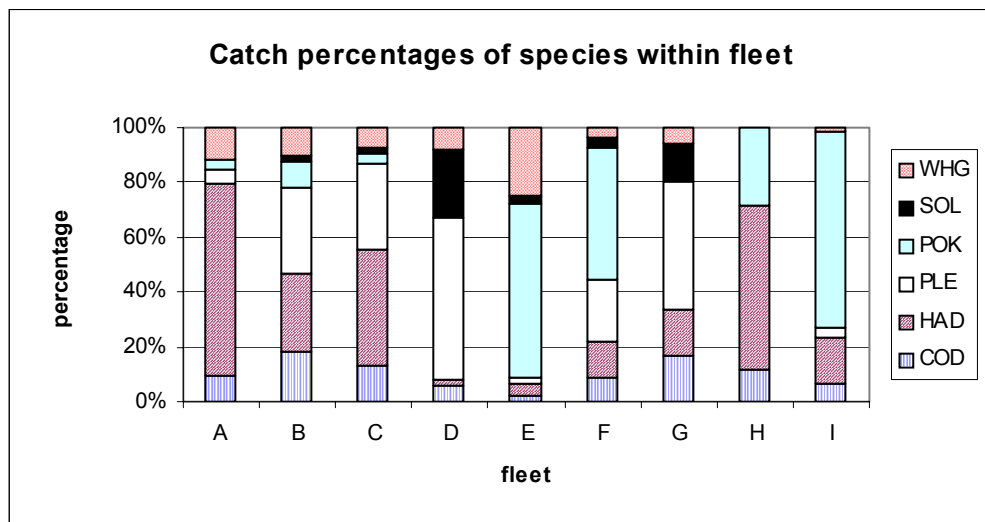 Catch percentages of species within fleet
100%
80%
60%
40%
20%
0%
percentage
A B C D E F G H I
fleet
WHG
SOL
POK
PLE
HAD
COD